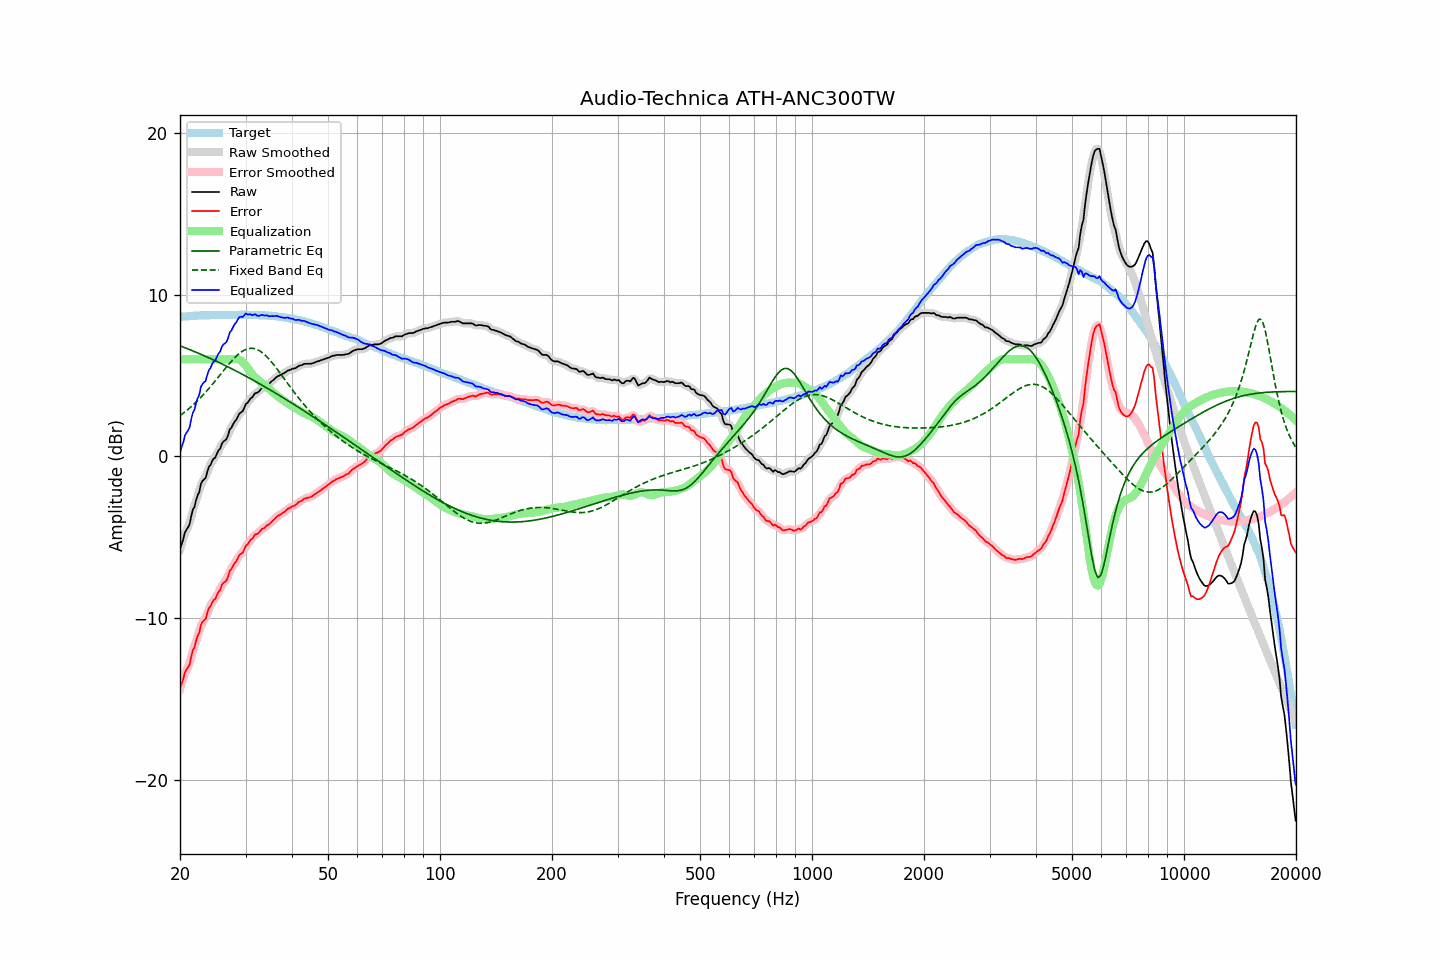 Audio-Technica ATH-ANC300TW
Target
Raw Smoothed
Error Smoothed
Raw
Error
Equalization
Parametric Eq
Fixed Band Eq
Equalized
20
10
0
−10
−20
Amplitude (dBr)
20 50 100 200 500 1000 2000 5000 10000 20000
Frequency (Hz)